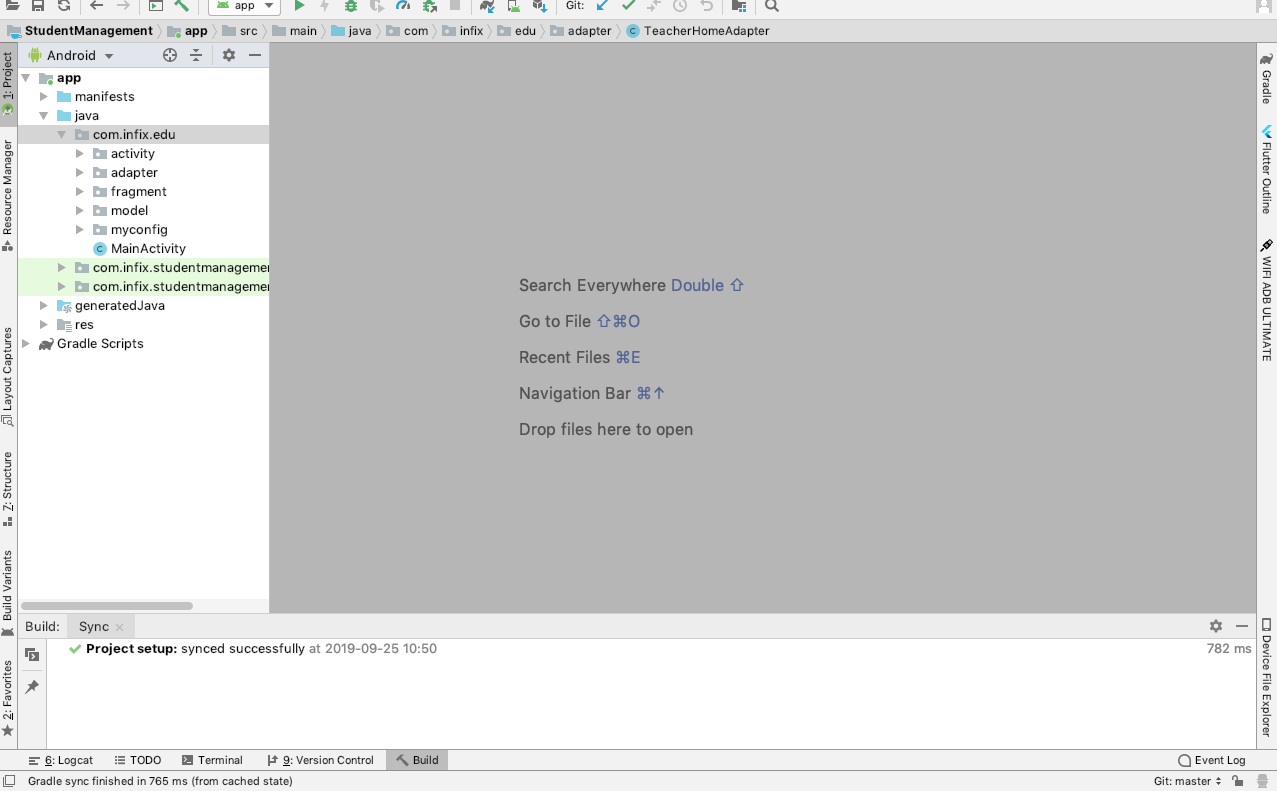 app Git:
StudentManagement app src main java com infix edu adapter TeacherHomeAdapter
1: Project
Resource Manager
Layout Captures
Z: Structure
Build Variants
2: Favorites
Android
app
manifests
java
com.infix.edu
activity
adapter
fragment
model
myconfig
C MainActivity
com.infix.studentmanagemen
com.infix.studentmanagemen
generatedJava
res
Gradle Scripts
Search Everywhere Double ⇧
Go to File ⇧⌘O
Recent Files ⌘E
Navigation Bar ⌘↑
Drop files here to open
Gradle
Flutter Outline
WIFI ADB ULTIMATE
Device File Explorer
Build: Sync
Project setup: synced successfully at 2019-09-25 10:50 782 ms
6: Logcat TODO Terminal 9: Version Control Build Event Log
Gradle sync finished in 765 ms (from cached state) Git: master